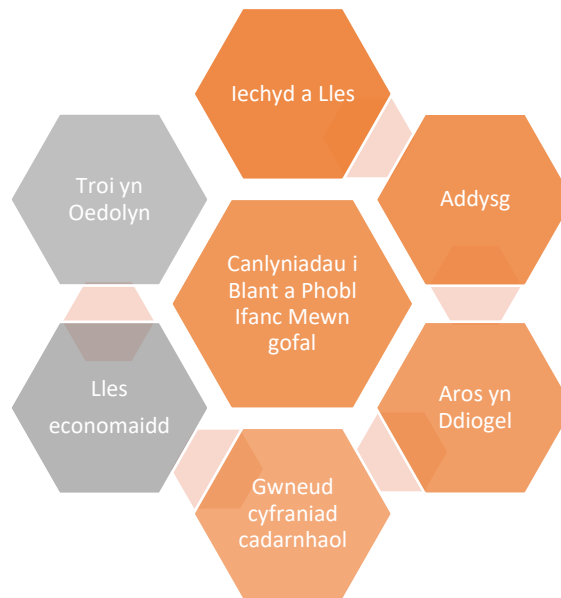 Iechyd a Lles
Addysg
Aros yn
Ddiogel
Gwneud
cyfraniad
cadarnhaol
Lles
economaidd
Troi yn
Oedolyn
Canlyniadau i
Blant a Phobl
Ifanc Mewn
gofal